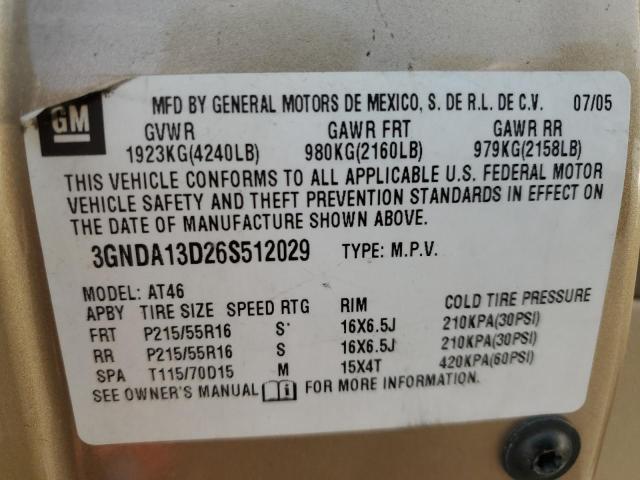 GM
MFD BY GENERAL MOTORS DE MEXICO, S. DE R.L. DE C.V. 07/05
GVWR GAWR FRT GAWR RR
1923KG(4240LB) 980KG(2160LB) 979KG(2158LB)
THIS VEHICLE CONFORMS TO ALL APPLICABLE U.S. FEDERAL MOTOR
VEHICLE SAFETY AND THEFT PREVENTION STANDARDS IN EFFECT ON
THE DATE OF MANUFACTURE SHOWN ABOVE.
3GNDA13D26S512029 TYPE: M.P.V.
MODEL: AT46
APBY TIRE SIZE SPEED RTG RIM COLD TIRE PRESSURE
FRT P215/55R16 S 16X6.5J 210KPA(30PSI)
RR P215/55R16 S 16X6.5J 210KPA(30PSI)
SPA T115/70D15 M 15X4T 420KPA(60PSI)
SEE OWNER'S MANUAL FOR MORE INFORMATION.